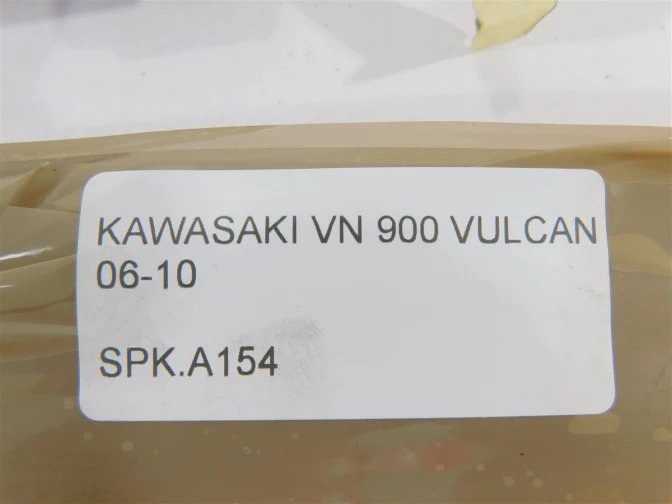 KAWASAKI VN 900 VULCAN
06-10
SPK.A154